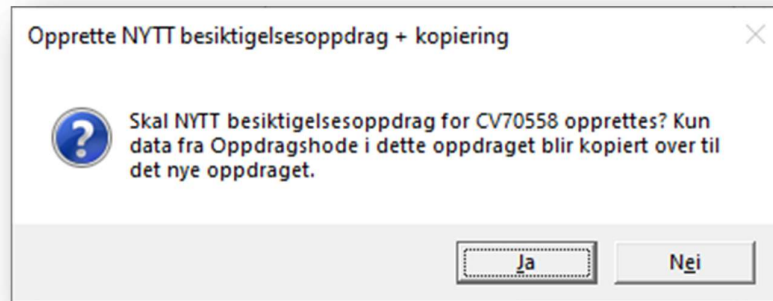 Opprette NYTT besiktigelsesoppdrag + kopiering
Skal NYTT besiktigelsesoppdrag for CV70558 opprettes? Kun
data fra Oppdragshode i dette oppdraget blir kopiert over til
det nye oppdraget.
Ja
Nei